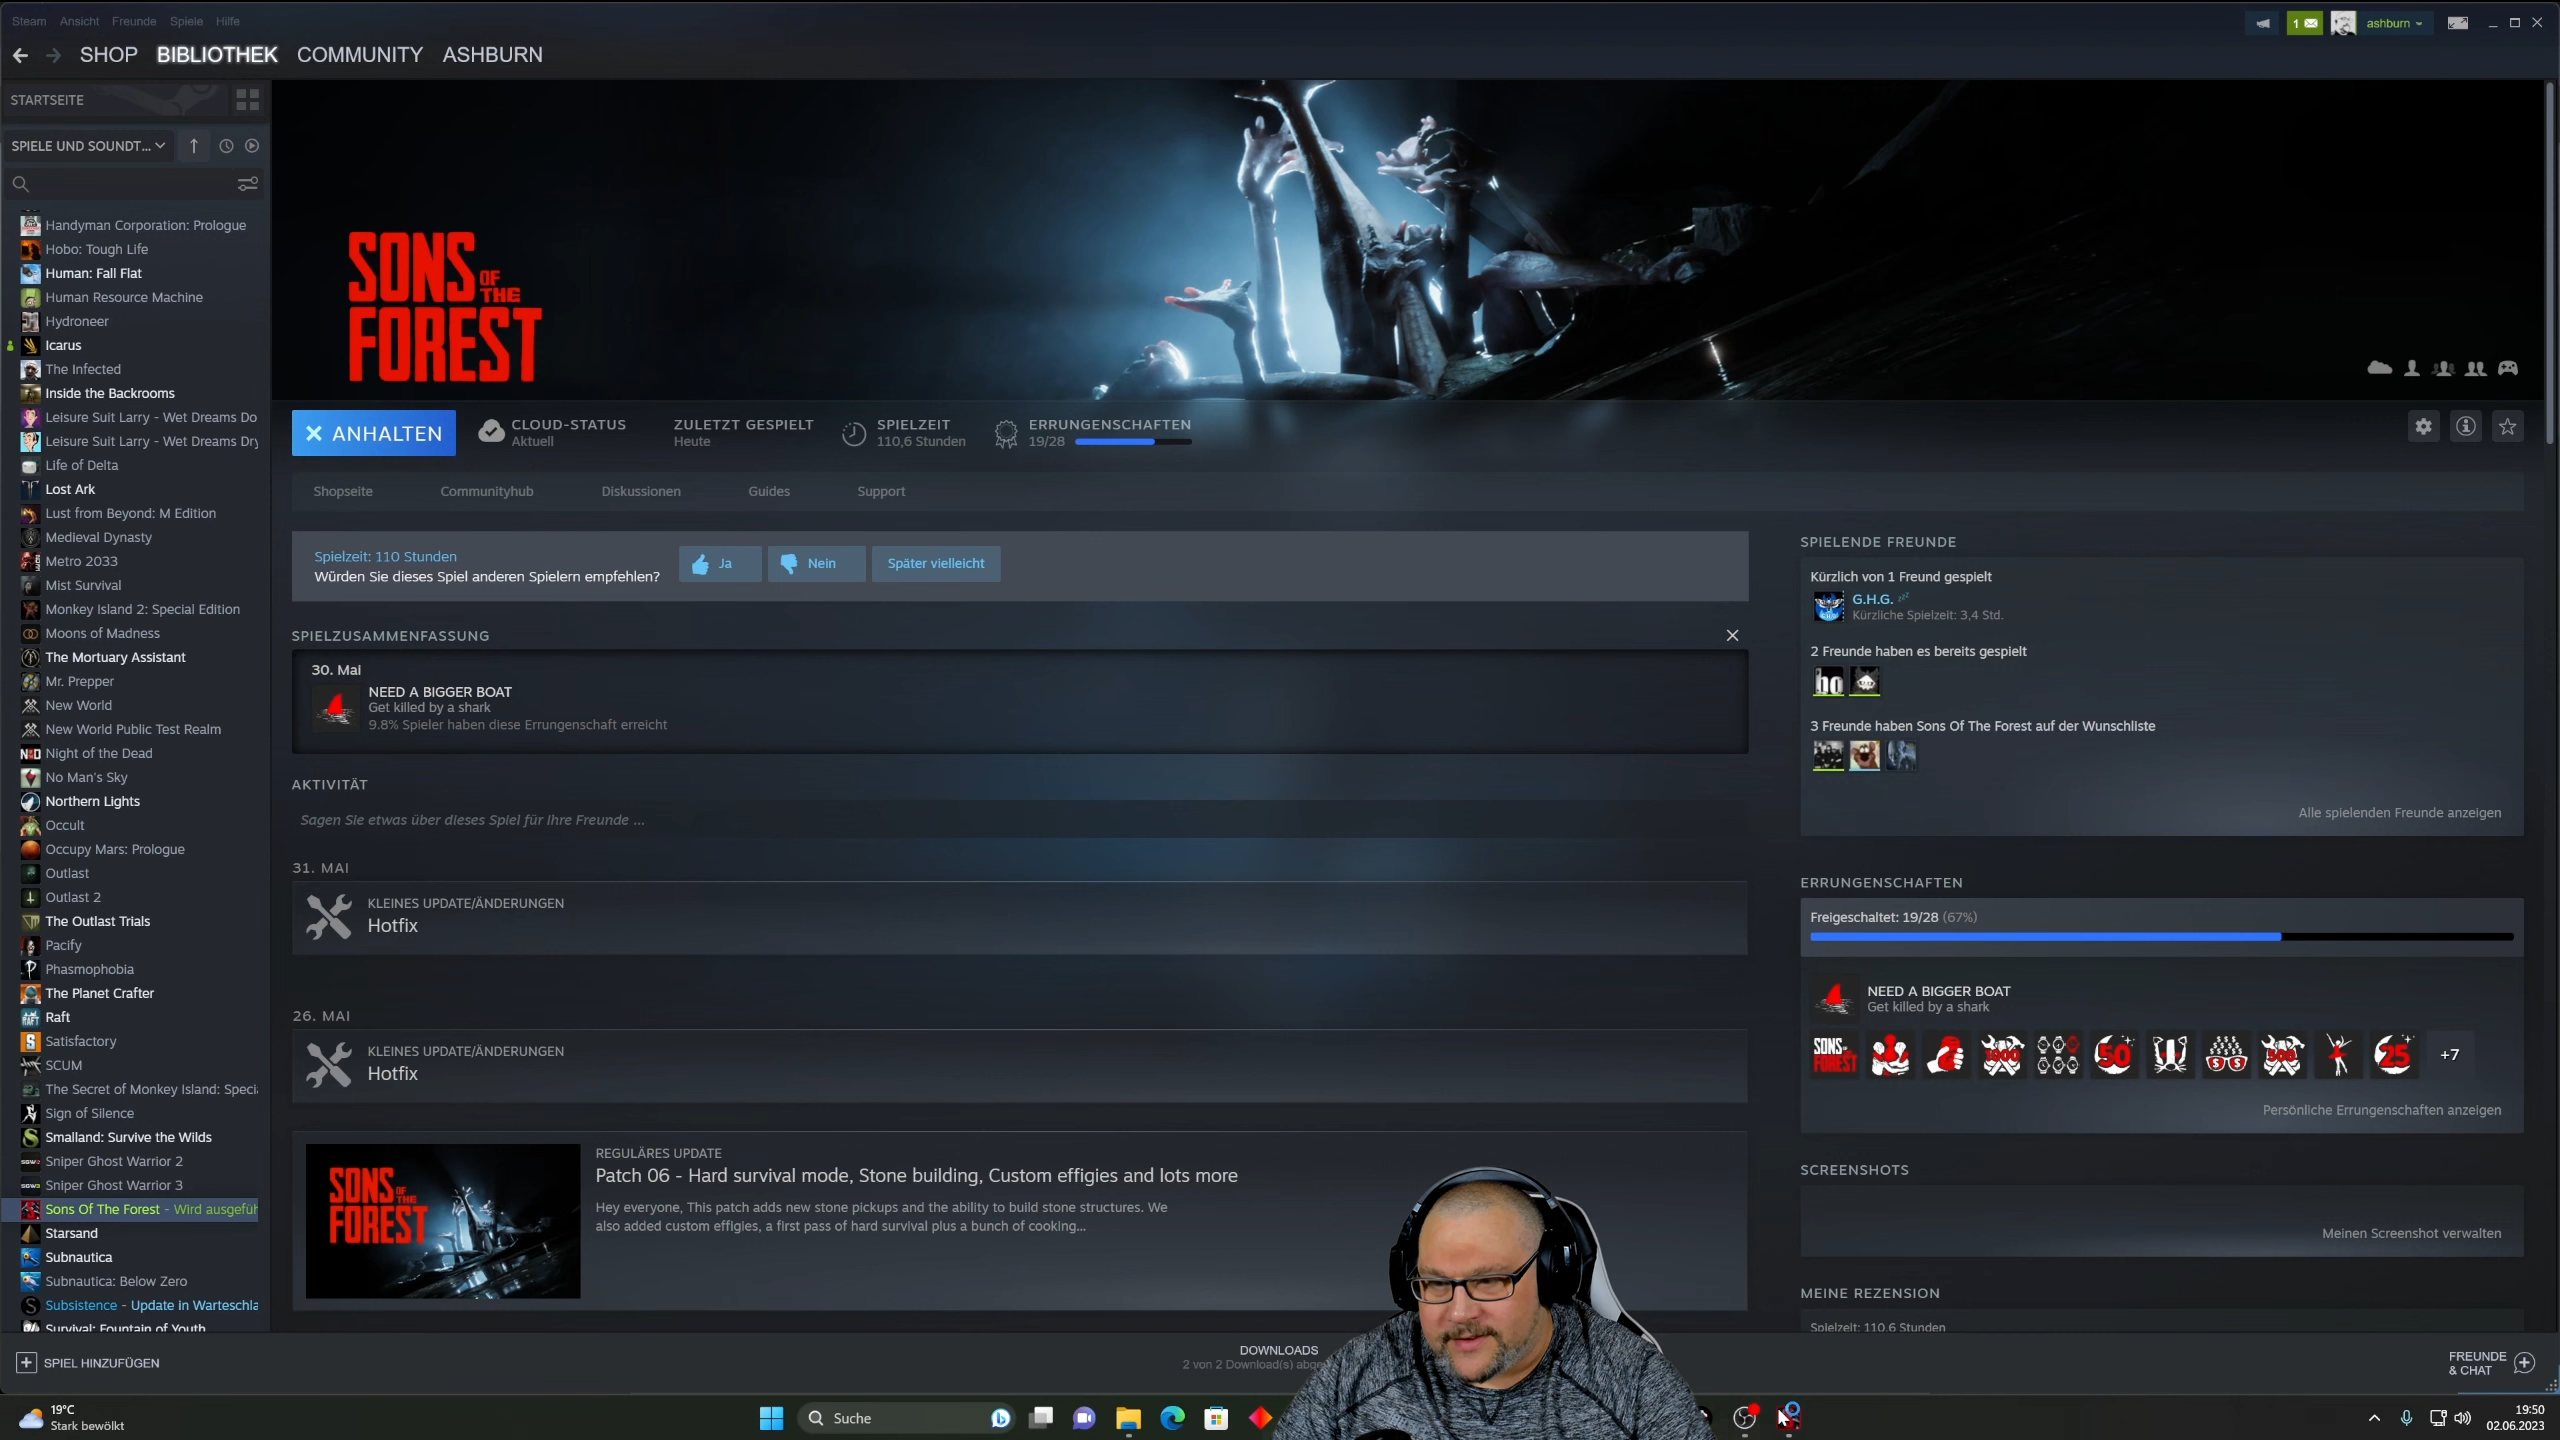 Steam Ansicht Freunde Spiele Hilfe
1
ashburn
SHOP BIBLIOTHEK COMMUNITY ASHBURN
STARTSEITE
SPIELE UND SOUNDT...
Handyman Corporation: Prologue
Hobo: Tough Life
Human: Fall Flat
Human Resource Machine
Hydroneer
Icarus
The Infected
Inside the Backrooms
Leisure Suit Larry - Wet Dreams Do
Leisure Suit Larry - Wet Dreams Dry
Life of Delta
Lost Ark
Lust from Beyond: M Edition
Medieval Dynasty
Metro 2033
Mist Survival
Monkey Island 2: Special Edition
Moons of Madness
The Mortuary Assistant
Mr. Prepper
New World
New World Public Test Realm
Night of the Dead
No Man's Sky
Northern Lights
Occult
Occupy Mars: Prologue
Outlast
Outlast 2
The Outlast Trials
Pacify
Phasmophobia
The Planet Crafter
Raft
Satisfactory
SCUM
The Secret of Monkey Island: Specia
Sign of Silence
Smalland: Survive the Wilds
Sniper Ghost Warrior 2
Sniper Ghost Warrior 3
Sons Of The Forest - Wird ausgefüh
Starsand
Subnautica
Subnautica: Below Zero
Subsistence - Update in Warteschla
Survival: Fountain of Youth
SPIEL HINZUFÜGEN
SONS
OF
THE
FOREST
ANHALTEN
CLOUD-STATUS
Aktuell
ZULETZT GESPIELT
Heute
SPIELZEIT
110,6 Stunden
ERRUNGENSCHAFTEN
19/28
Shopseite Communityhub Diskussionen Guides Support
Spielzeit: 110 Stunden
Würden Sie dieses Spiel anderen Spielern empfehlen?
Ja
Nein
Später vielleicht
SPIELZUSAMMENFASSUNG
30. Mai
NEED A BIGGER BOAT
Get killed by a shark
9.8% Spieler haben diese Errungenschaft erreicht
AKTIVITÄT
Sagen Sie etwas über dieses Spiel für Ihre Freunde ...
31. MAI
KLEINES UPDATE/ÄNDERUNGEN
Hotfix
26. MAI
KLEINES UPDATE/ÄNDERUNGEN
Hotfix
SONS
OF
THE
FOREST
REGULÄRES UPDATE
Patch 06 - Hard survival mode, Stone building, Custom effigies and lots more
Hey everyone, This patch adds new stone pickups and the ability to build stone structures. We
also added custom effigies, a first pass of hard survival plus a bunch of cooking...
SPIELENDE FREUNDE
Kürzlich von 1 Freund gespielt
G.H.G.
Kürzliche Spielzeit: 3,4 Std.
2 Freunde haben es bereits gespielt
3 Freunde haben Sons Of The Forest auf der Wunschliste
Alle spielenden Freunde anzeigen
ERRUNGENSCHAFTEN
Freigeschaltet: 19/28 (67%)
NEED A BIGGER BOAT
Get killed by a shark
SONS
FOREST
1000
50
500
25
+7
Persönliche Errungenschaften anzeigen
SCREENSHOTS
Meinen Screenshot verwalten
MEINE REZENSION
Spielzeit: 110,6 Stunden
DOWNLOADS
2 von 2 Download(s) abge
FREUNDE
& CHAT
19°C
Stark bewölkt
Suche
19:50
02.06.2023